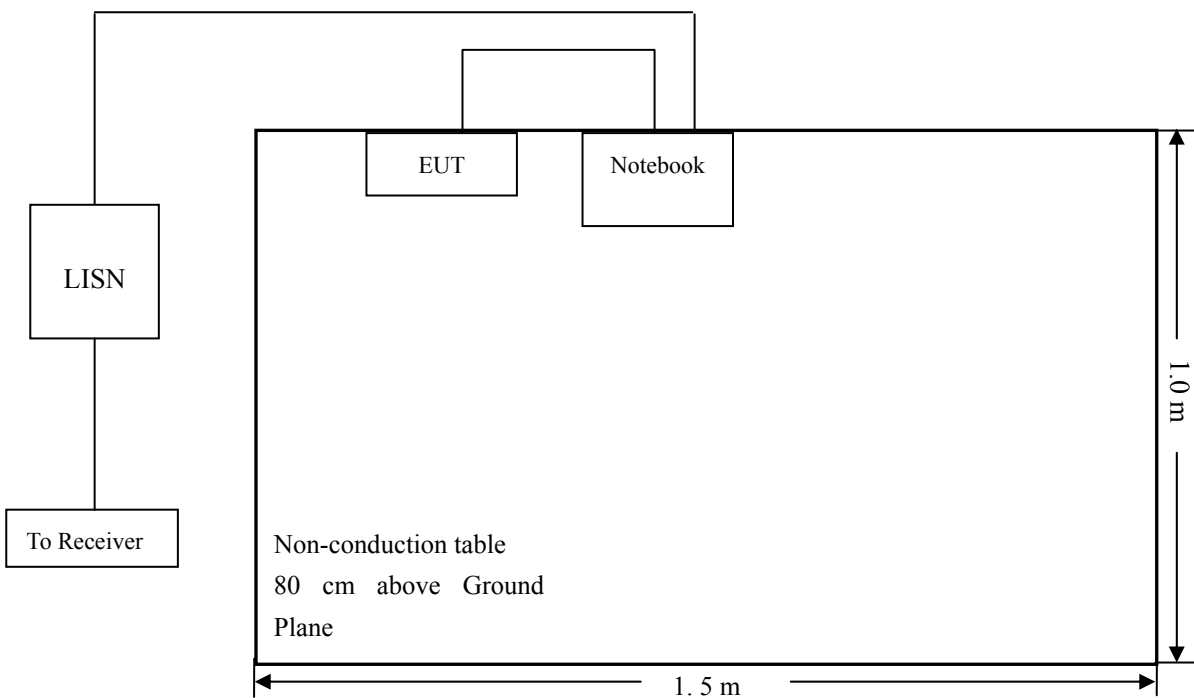 EUT
Notebook
LISN
1.0 m
To Receiver
Non-conduction table
80 cm above Ground
Plane
1. 5 m